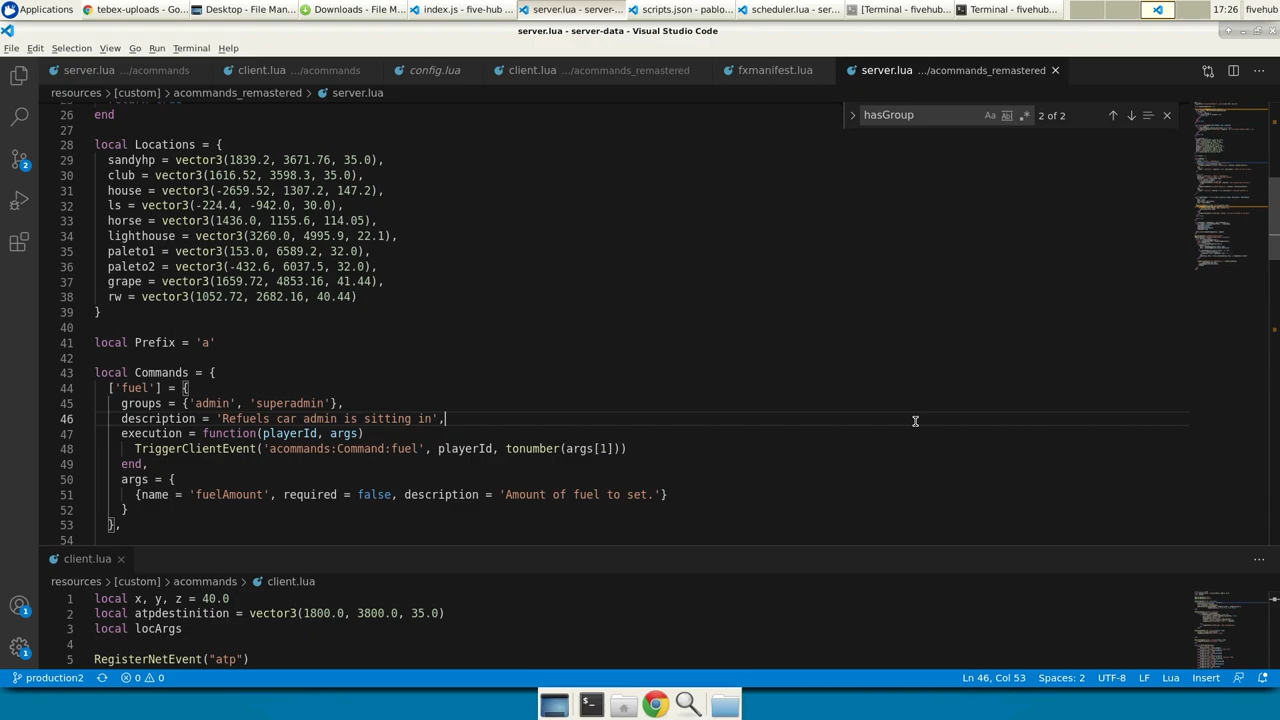 Applications
tebex-uploads - Go...
Desktop - File Man...
Downloads - File M...
index.js - five-hub ...
server.lua - server-...
scripts.json - pablo...
scheduler.lua - ser...
[Terminal - fivehub...
Terminal - fivehub...
17:26
fivehub
server.lua - server-data - Visual Studio Code
File Edit Selection View Go Run Terminal Help
server.lua .../acommands
client.lua .../acommands
config.lua
client.lua .../acommands_remastered
fxmanifest.lua
server.lua .../acommands_remastered
resources > [custom] > acommands_remastered > server.lua
hasGroup
Aa
2 of 2
26 end
27
28 local Locations = {
29 sandyhp = vector3(1839.2, 3671.76, 35.0),
30 club = vector3(1616.52, 3598.3, 35.0),
31 house = vector3(-2659.52, 1307.2, 147.2),
32 ls = vector3(-224.4, -942.0, 30.0),
33 horse = vector3(1436.0, 1155.6, 114.05),
34 lighthouse = vector3(3260.0, 4995.9, 22.1),
35 paleto1 = vector3(153.0, 6589.2, 32.0),
36 paleto2 = vector3(-432.6, 6037.5, 32.0),
37 grape = vector3(1659.72, 4853.16, 41.44),
38 rw = vector3(1052.72, 2682.16, 40.44)
39 }
40
41 local Prefix = 'a'
42
43 local Commands = {
44 ['fuel'] = {
45 groups = {'admin', 'superadmin'},
46 description = 'Refuels car admin is sitting in',
47 execution = function(playerId, args)
48 TriggerClientEvent('acommands:Command:fuel', playerId, tonumber(args[1]))
49 end,
50 args = {
51 {name = 'fuelAmount', required = false, description = 'Amount of fuel to set.'}
52 }
53 },
54
client.lua
resources > [custom] > acommands > client.lua
1 local x, y, z = 40.0
2 local atpdestinition = vector3(1800.0, 3800.0, 35.0)
3 local locArgs
4
5 RegisterNetEvent("atp")
2
1
1
production2
0 0
Ln 46, Col 53
Spaces: 2
UTF-8
LF
Lua
Insert